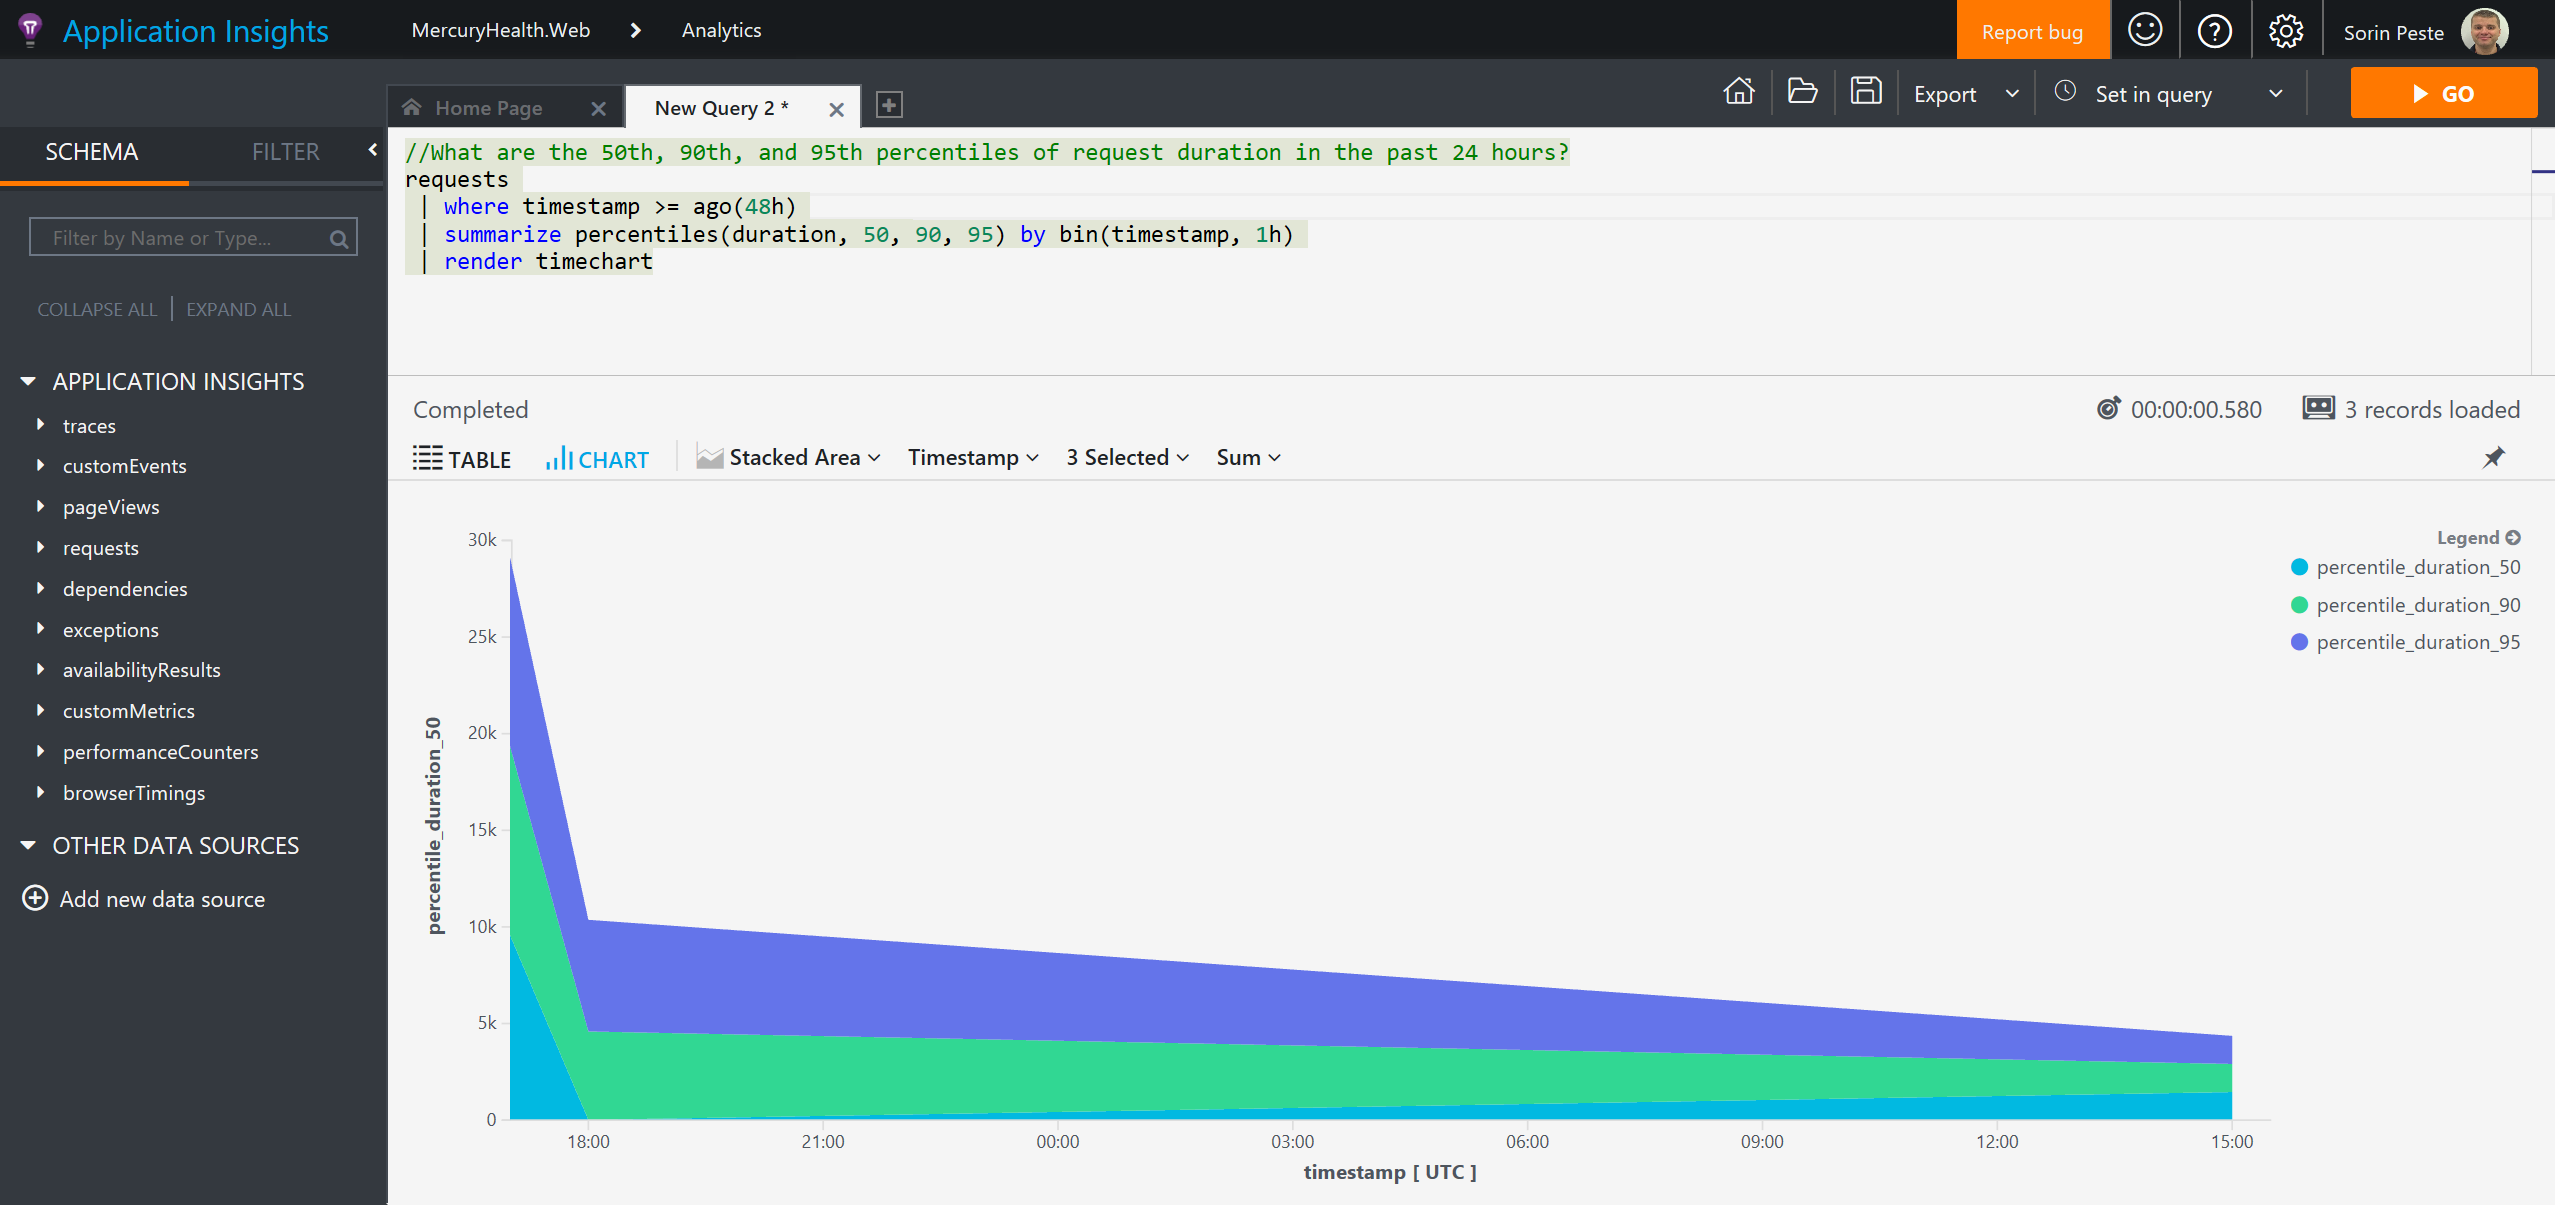 Application Insights
MercuryHealth.Web > Analytics
Report bug
Sorin Peste
Home Page
New Query 2 *
Export
Set in query
GO
SCHEMA
FILTER
Filter by Name or Type...
COLLAPSE ALL | EXPAND ALL
APPLICATION INSIGHTS
traces
customEvents
pageViews
requests
dependencies
exceptions
availabilityResults
customMetrics
performanceCounters
browserTimings
OTHER DATA SOURCES
Add new data source
//What are the 50th, 90th, and 95th percentiles of request duration in the past 24 hours?
requests
| where timestamp >= ago(48h)
| summarize percentiles(duration, 50, 90, 95) by bin(timestamp, 1h)
| render timechart
Completed
00:00:00.580
3 records loaded
TABLE
CHART
Stacked Area
Timestamp
3 Selected
Sum
Legend
percentile_duration_50
percentile_duration_90
percentile_duration_95
percentile_duration_50
30k
25k
20k
15k
10k
5k
0
18:00 21:00 00:00 03:00 06:00 09:00 12:00 15:00
timestamp [ UTC ]